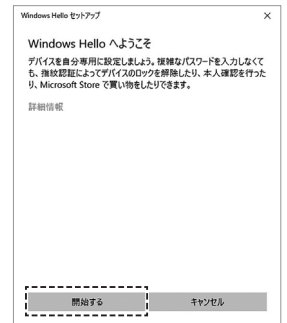 Windows Hello セットアップ
Windows Hello へようこそ
デバイスを自分専用に設定しましょう。複雑なパスワードを入力しなくて
も、指紋認証によってデバイスのロックを解除したり、本人確認を行った
り、Microsoft Store で買い物をしたりできます。
詳細情報
開始する
キャンセル